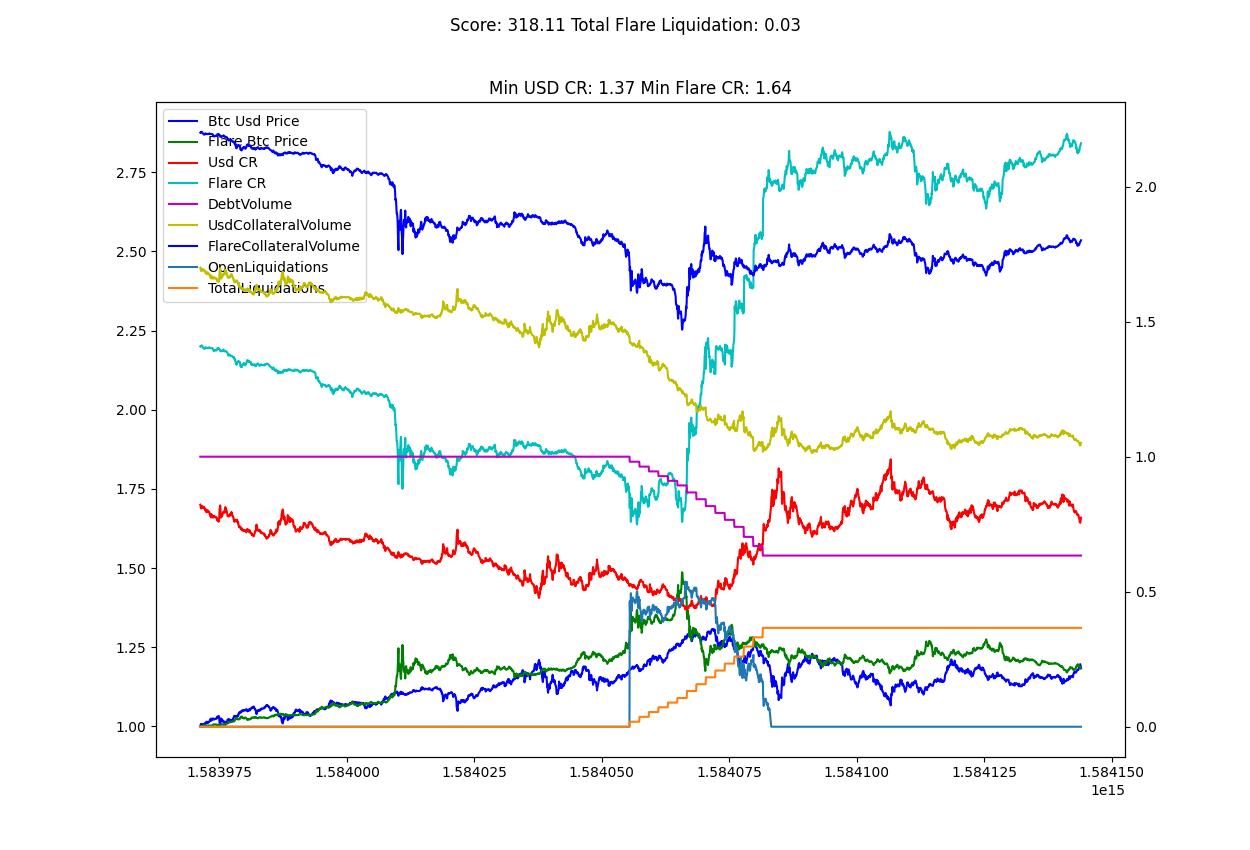 Score: 318.11 Total Flare Liquidation: 0.03
Min USD CR: 1.37 Min Flare CR: 1.64
Btc Usd Price
Flare Btc Price
Usd CR
Flare CR
DebtVolume
UsdCollateralVolume
FlareCollateralVolume
OpenLiquidations
TotalLiquidations
2.75
2.50
2.25
2.00
1.75
1.50
1.25
1.00
2.0
1.5
1.0
0.5
0.0
1.583975
1.584000
1.584025
1.584050
1.584075
1.584100
1.584125
1.584150
1e15